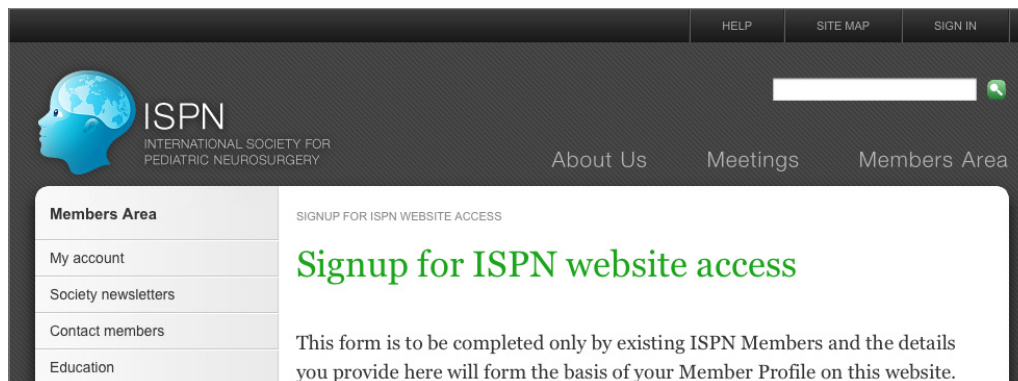 HELP SITE MAP SIGN IN
ISPN
INTERNATIONAL SOCIETY FOR
PEDIATRIC NEUROSURGERY
About Us Meetings Members Area
Members Area
My account
Society newsletters
Contact members
Education
SIGNUP FOR ISPN WEBSITE ACCESS
Signup for ISPN website access
This form is to be completed only by existing ISPN Members and the details
you provide here will form the basis of your Member Profile on this website.